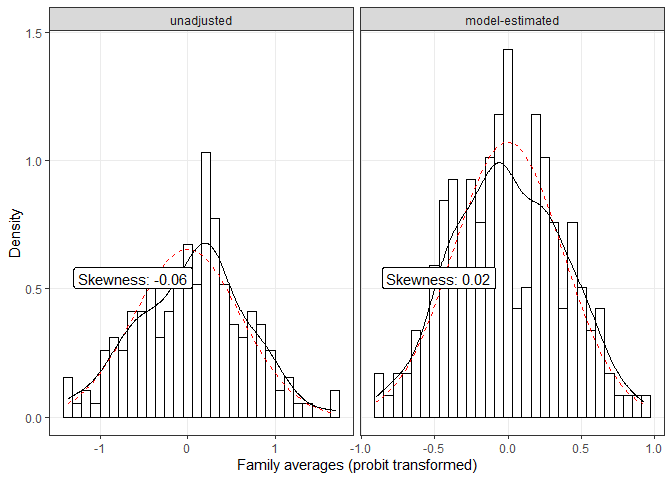 unadjusted
model-estimated
Density
1.5
1.0
0.5
0.0
Skewness: -0.06
Skewness: 0.02
-1
0
1
-1.0
-0.5
0.0
0.5
1.0
Family averages (probit transformed)